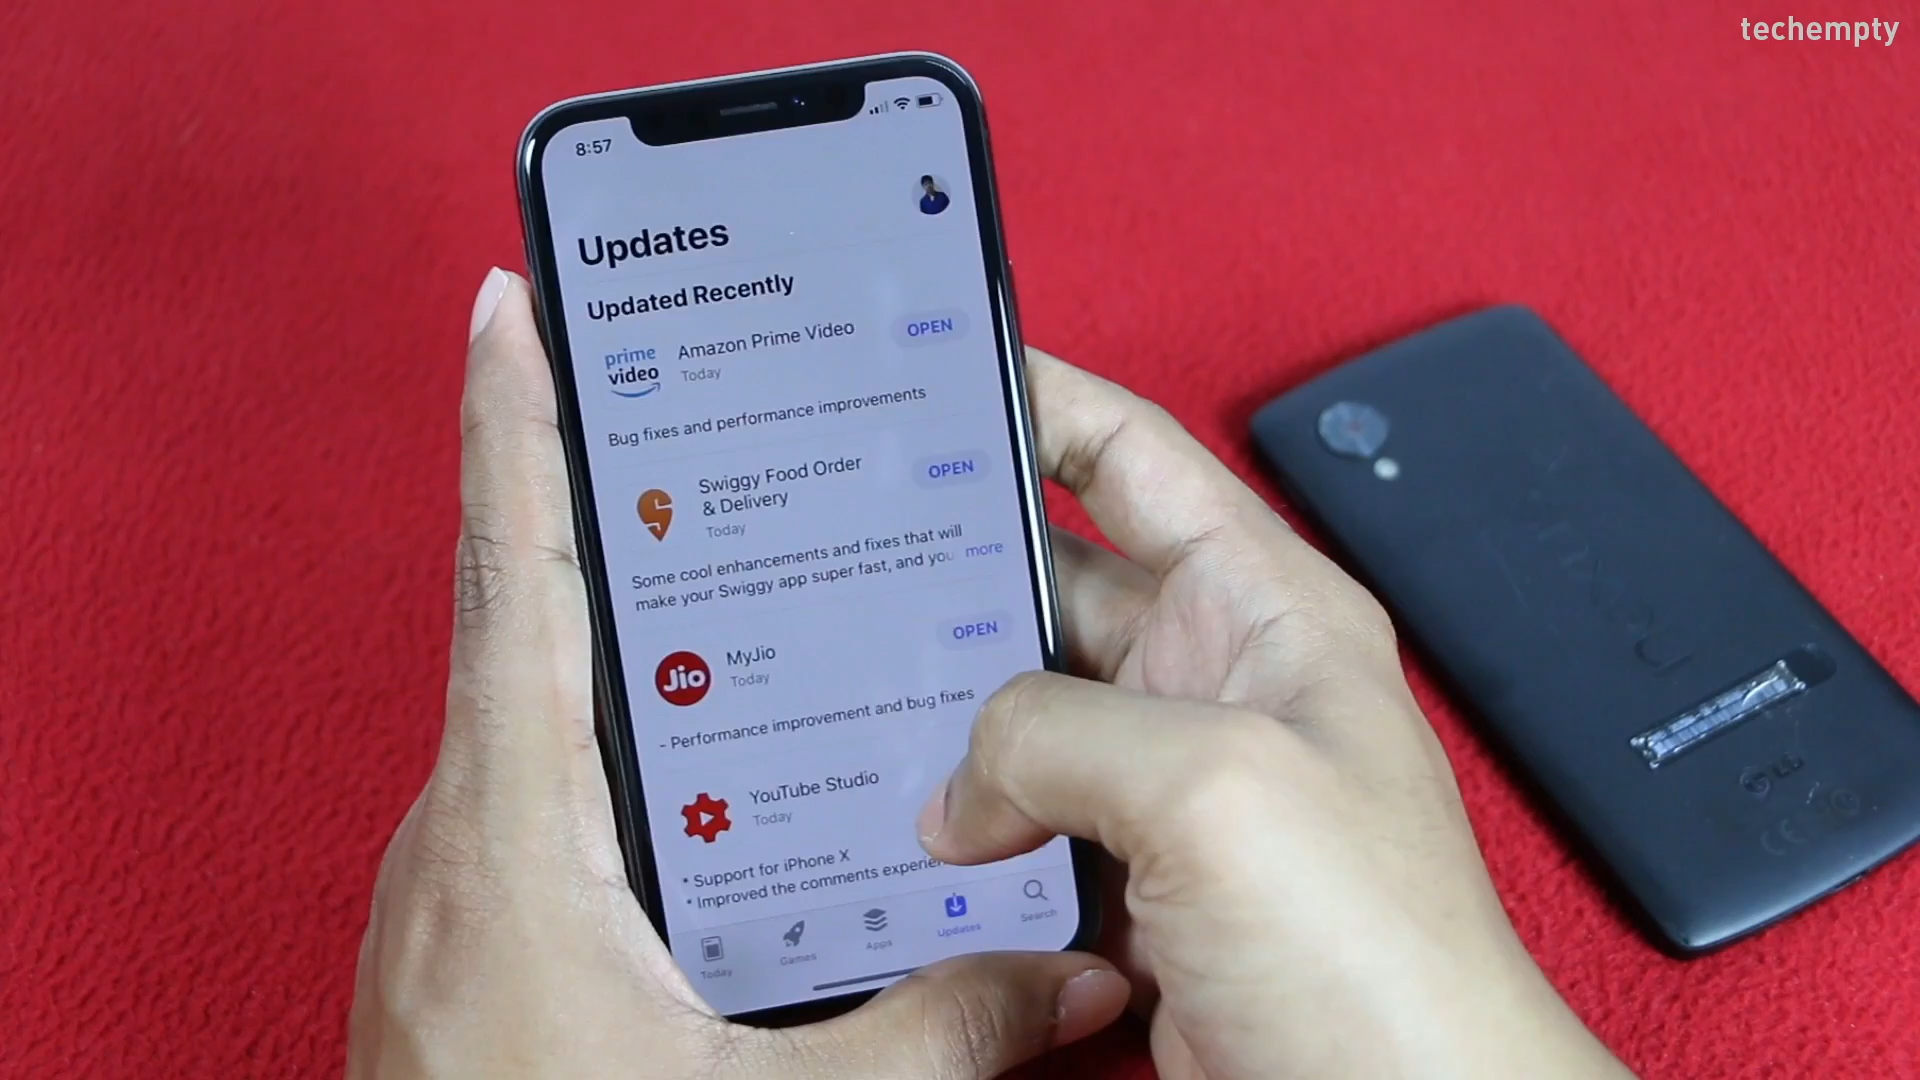 techempty
8:57
Updates
Updated Recently
prime
video
Amazon Prime Video
Today
OPEN
Bug fixes and performance improvements
Swiggy Food Order
& Delivery
Today
OPEN
Some cool enhancements and fixes that will
make your Swiggy app super fast, and you more
Jio
MyJio
Today
OPEN
- Performance improvement and bug fixes
YouTube Studio
Today
* Support for iPhone X
* Improved the comments
Today
Games
Apps
Updates
Search
nexus
LG
CE